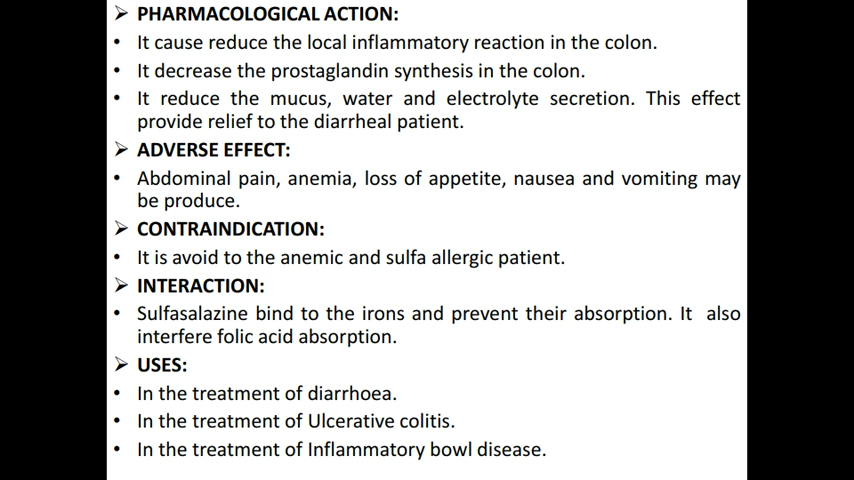 ➢ PHARMACOLOGICAL ACTION:
• It cause reduce the local inflammatory reaction in the colon.
• It decrease the prostaglandin synthesis in the colon.
• It reduce the mucus, water and electrolyte secretion. This effect
provide relief to the diarrheal patient.
➢ ADVERSE EFFECT:
• Abdominal pain, anemia, loss of appetite, nausea and vomiting may
be produce.
➢ CONTRAINDICATION:
• It is avoid to the anemic and sulfa allergic patient.
➢ INTERACTION:
• Sulfasalazine bind to the irons and prevent their absorption. It also
interfere folic acid absorption.
➢ USES:
• In the treatment of diarrhoea.
• In the treatment of Ulcerative colitis.
• In the treatment of Inflammatory bowl disease.